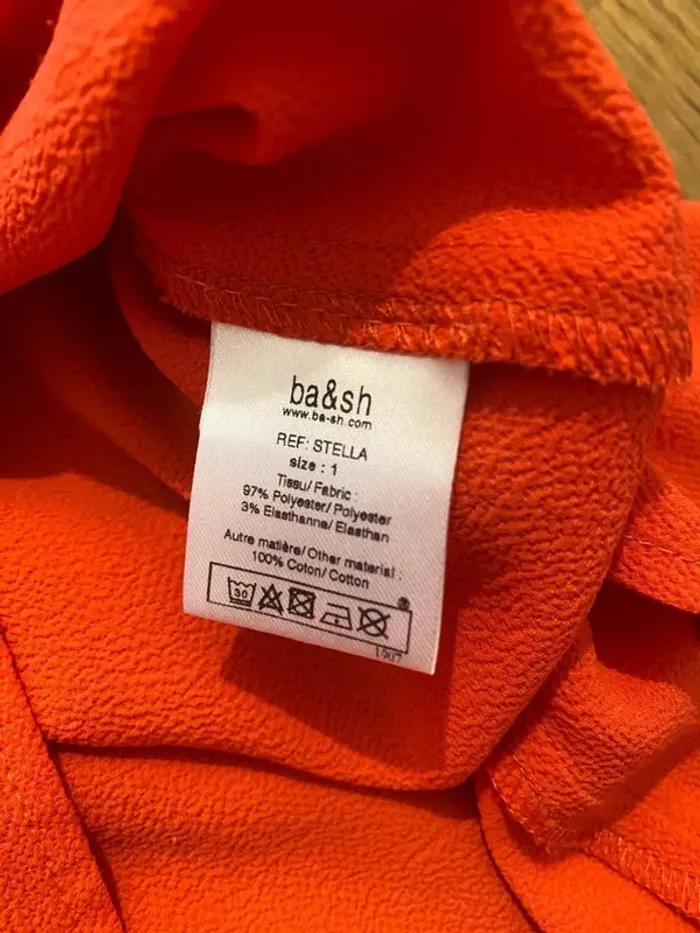 ba&sh
www.ba-sh.com
REF: STELLA
size : 1
Tissu/Fabric :
97% Polyester/Polyester
3% Elasthanne/Elasthan
Autre matière/Other material :
100% Coton/Cotton
®
30
1907